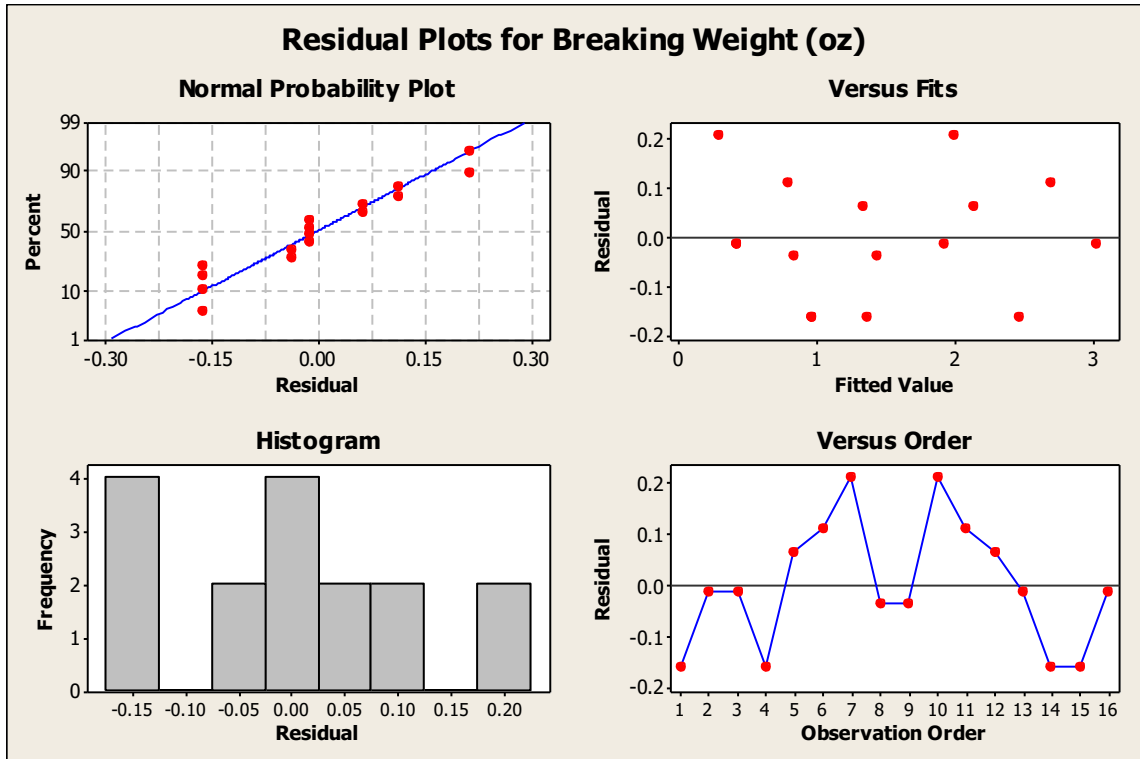 Residual Plots for Breaking Weight (oz)
Normal Probability Plot
99
90
50
10
1
Percent
-0.30 -0.15 0.00 0.15 0.30
Residual
Versus Fits
0.2
0.1
0.0
-0.1
-0.2
Residual
0 1 2 3
Fitted Value
Histogram
4
3
2
1
0
Frequency
-0.15 -0.10 -0.05 0.00 0.05 0.10 0.20
Residual
Versus Order
0.2
0.1
0.0
-0.1
-0.2
Residual
1 2 3 4 5 6 7 8 9 10 11 12 13 14 15 16
Observation Order